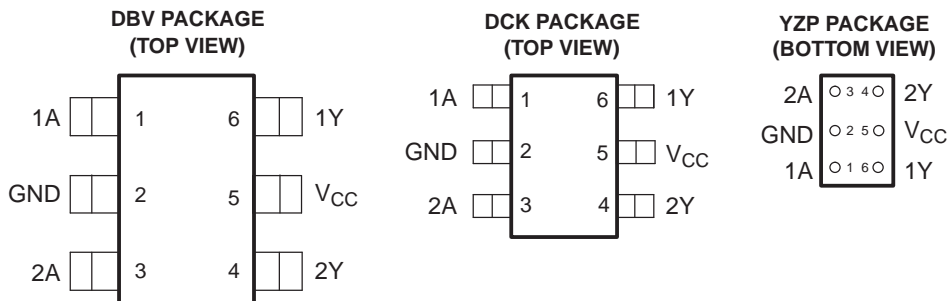 DBV PACKAGE
(TOP VIEW)
1A 1 6 1Y
GND 2 5 VCC
2A 3 4 2Y
DCK PACKAGE
(TOP VIEW)
1A 1 6 1Y
GND 2 5 VCC
2A 3 4 2Y
YZP PACKAGE
(BOTTOM VIEW)
2A 3 4 2Y
GND 2 5 VCC
1A 1 6 1Y